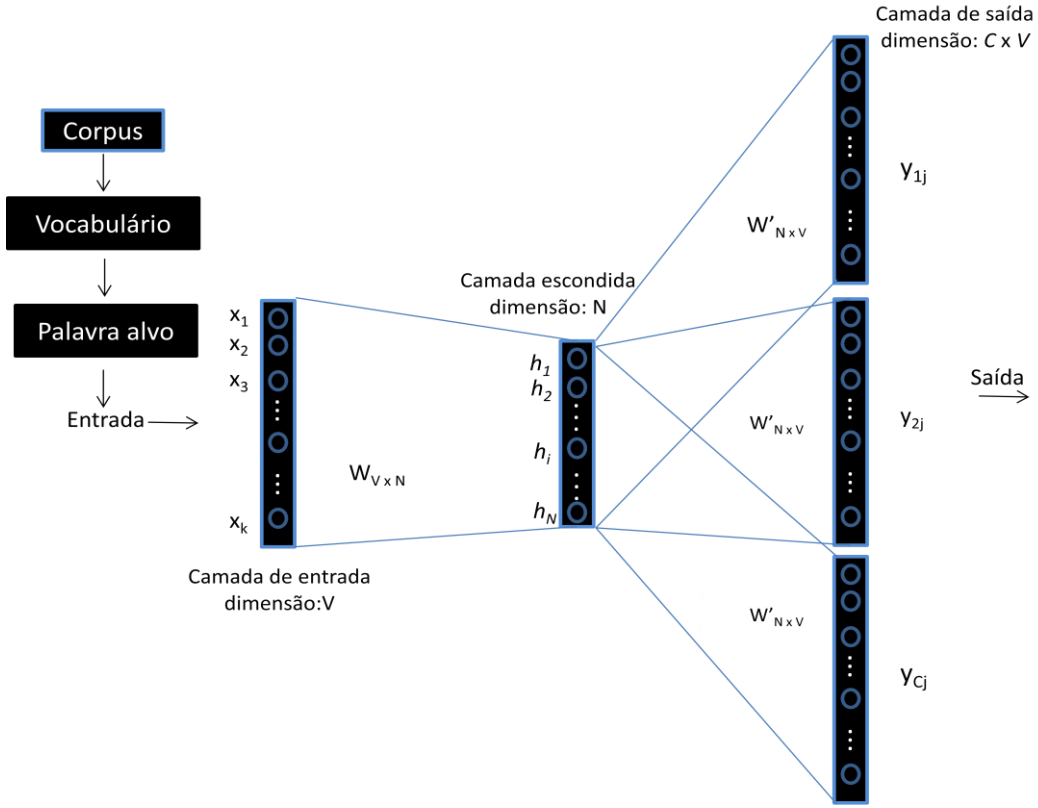 Corpus
Vocabulário
Palavra alvo
Entrada
x1
x2
x3
xk
Camada de entrada
dimensão:V
WV x N
Camada escondida
dimensão: N
h1
h2
hi
hN
W’N x V
W’N x V
W’N x V
Camada de saída
dimensão: C x V
y1j
y2j
yCj
Saída